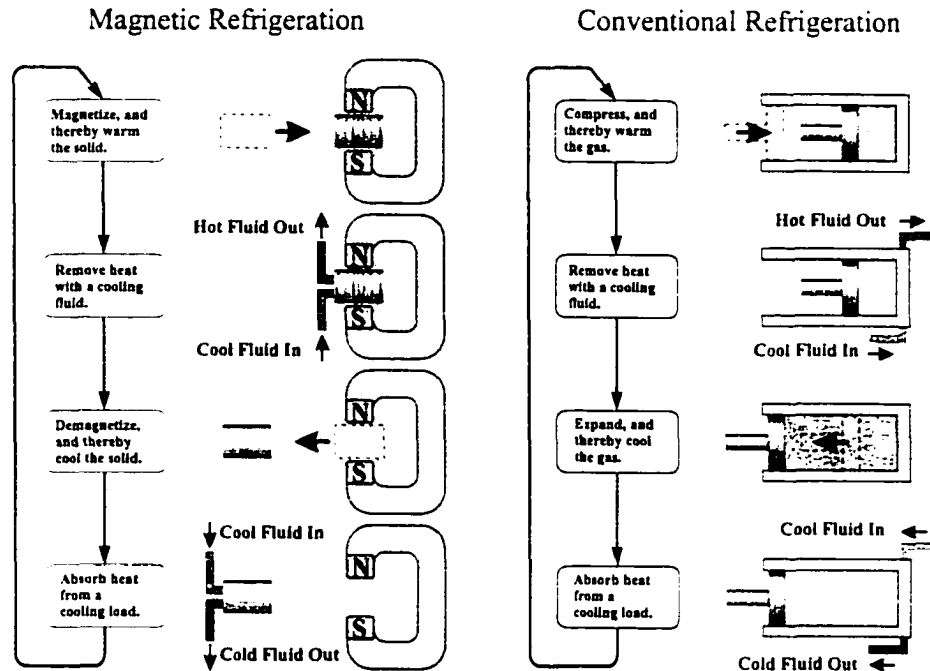 Magnetic Refrigeration
Magnetize, and
thereby warm
the solid.
N
S
Hot Fluid Out
Remove heat
with a cooling
fluid.
N
S
Cool Fluid In
Demagnetize,
and thereby
cool the solid.
N
S
Cool Fluid In
Absorb heat
from a
cooling load.
N
S
Cold Fluid Out
Conventional Refrigeration
Compress, and
thereby warm
the gas.
Hot Fluid Out
Remove heat
with a cooling
fluid.
Cool Fluid In
Expand, and
thereby cool
the gas.
Cool Fluid In
Absorb heat
from a
cooling load.
Cold Fluid Out